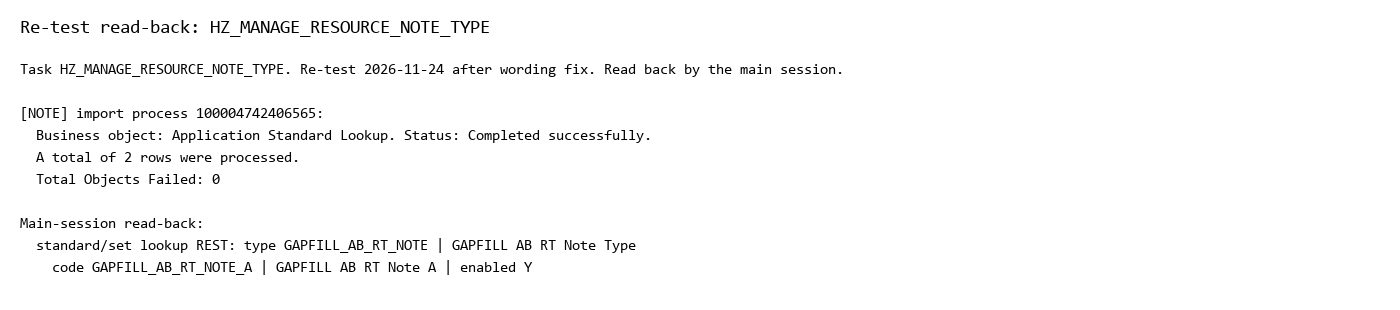 Re-test read-back: HZ_MANAGE_RESOURCE_NOTE_TYPE
Task HZ_MANAGE_RESOURCE_NOTE_TYPE. Re-test 2026-11-24 after wording fix. Read back by the main session.
[NOTE] import process 100004742406565:
Business object: Application Standard Lookup. Status: Completed successfully.
A total of 2 rows were processed.
Total Objects Failed: 0
Main-session read-back:
standard/set lookup REST: type GAPFILL_AB_RT_NOTE | GAPFILL AB RT Note Type
code GAPFILL_AB_RT_NOTE_A | GAPFILL AB RT Note A | enabled Y